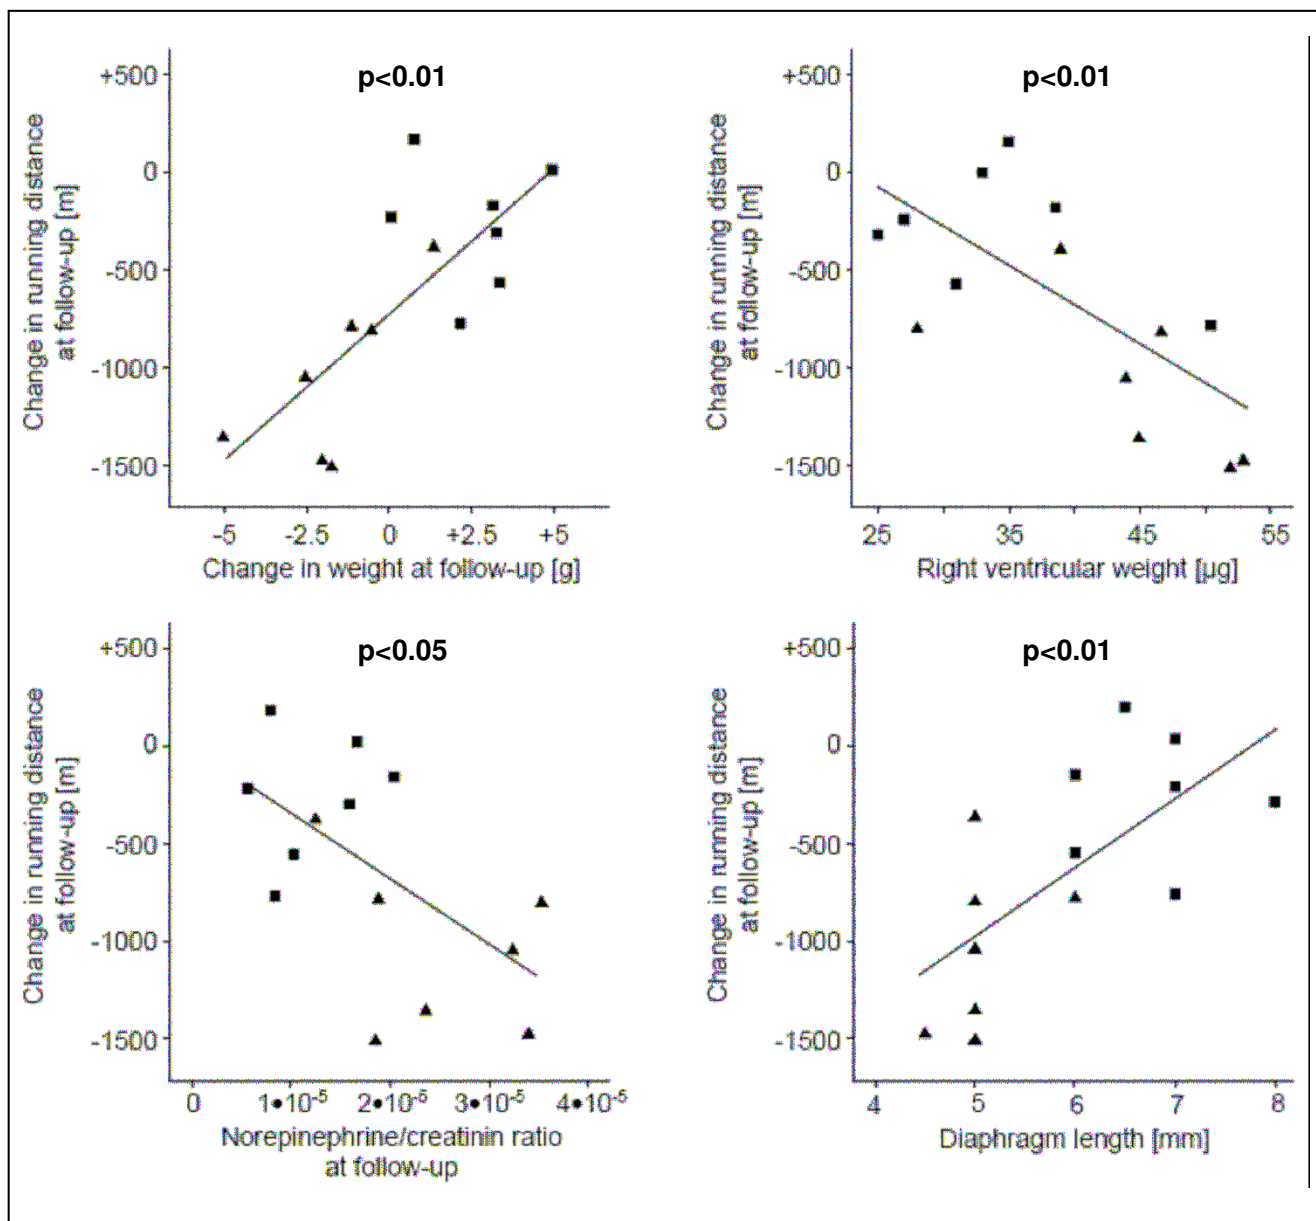 p<0.01
+500
0
-500
-1000
-1500
Change in running distance
at follow-up [m]
-5 -2.5 0 +2.5 +5
Change in weight at follow-up [g]
p<0.01
+500
0
-500
-1000
-1500
Change in running distance
at follow-up [m]
25 35 45 55
Right ventricular weight [µg]
p<0.05
+500
0
-500
-1000
-1500
Change in running distance
at follow-up [m]
0 1•10-5 2•10-5 3•10-5 4•10-5
Norepinephrine/creatinin ratio
at follow-up
p<0.01
+500
0
-500
-1000
-1500
Change in running distance
at follow-up [m]
4 5 6 7 8
Diaphragm length [mm]